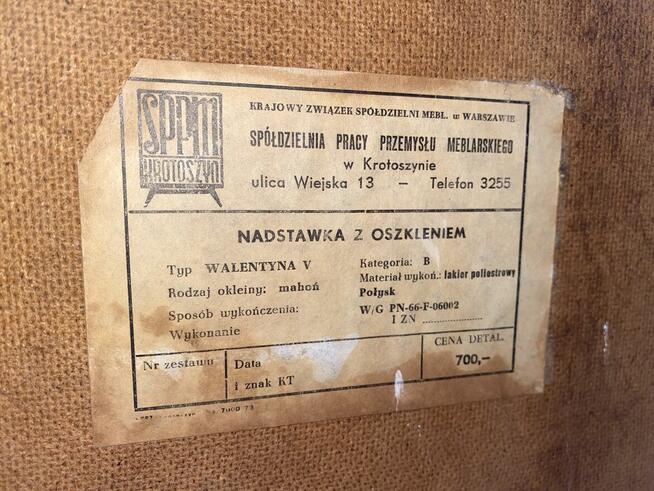 SPPM
KROTOSZYN
KRAJOWY ZWIĄZEK SPÓŁDZIELNI MEBL. w WARSZAWIE
SPÓŁDZIELNIA PRACY PRZEMYSŁU MEBLARSKIEGO
w Krotoszynie
ulica Wiejska 13 — Telefon 3255
NADSTAWKA Z OSZKLENIEM
Typ WALENTYNA V
Rodzaj okleiny: mahoń
Sposób wykończenia:
Wykonanie
Kategoria: B
Materiał wykoń.: lakier poliestrowy
Połysk
W/G PN-66-F-06002
I ZN
Nr zestawu
Data
i znak KT
CENA DETAL.
700,-